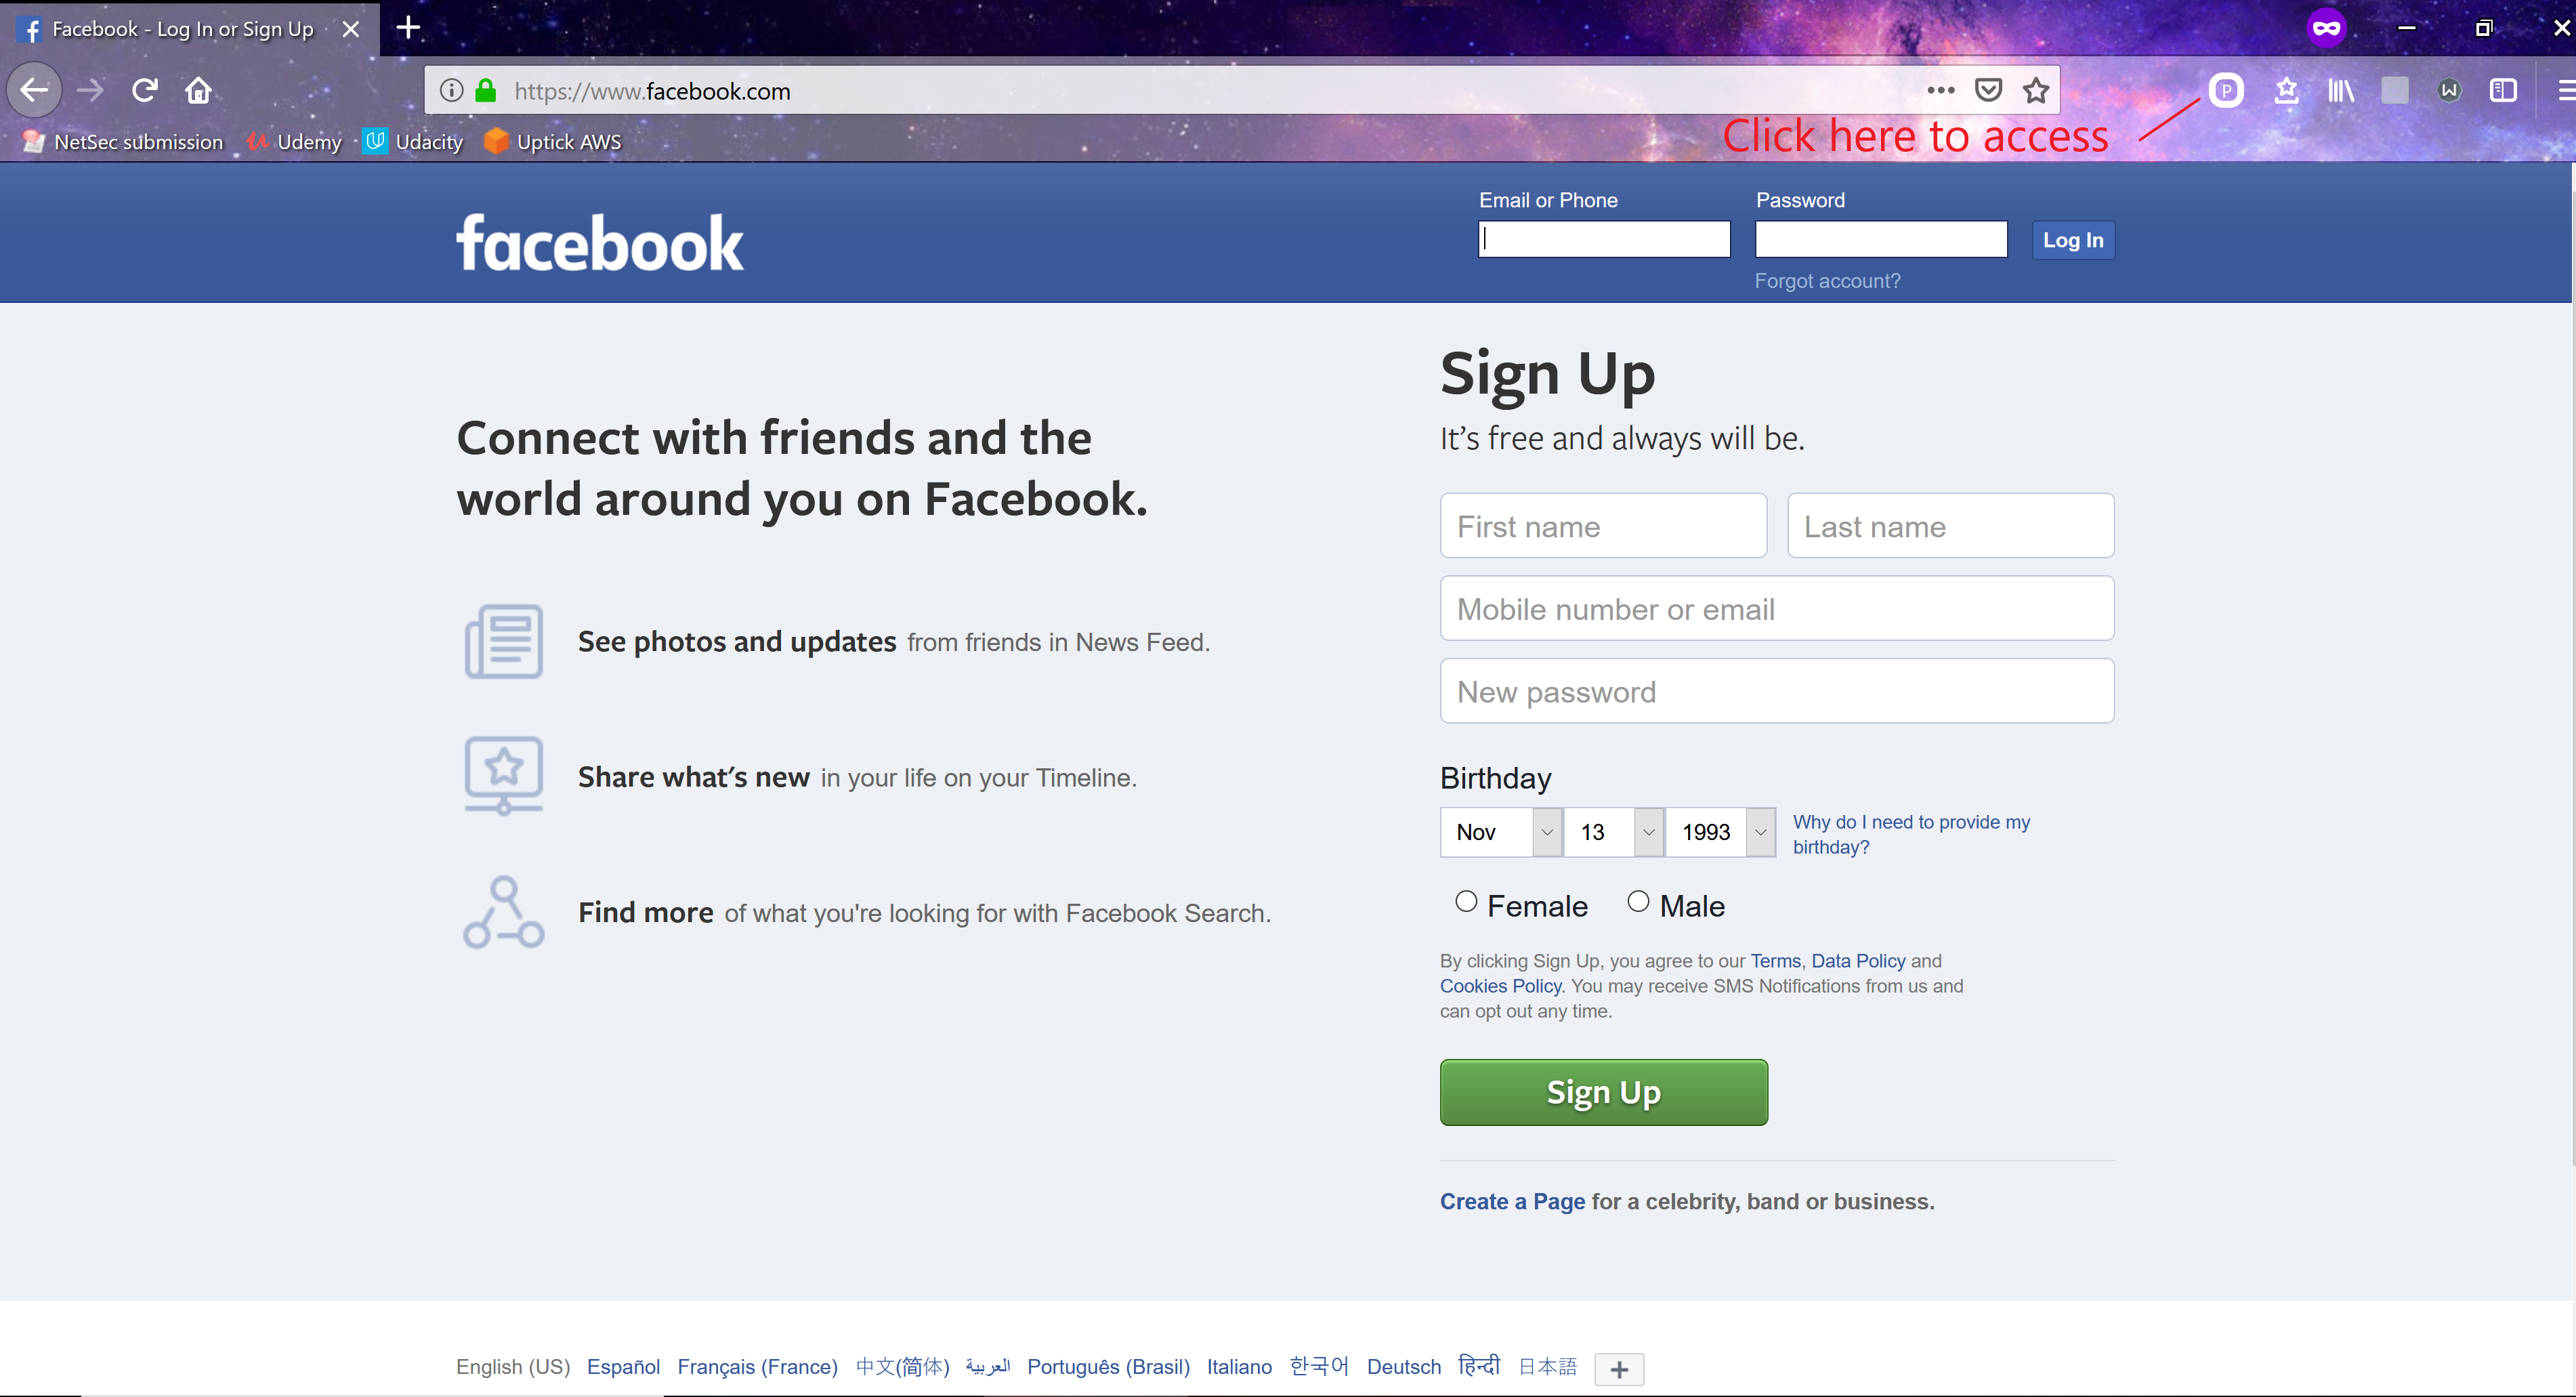 Facebook - Log In or Sign Up
https://www.facebook.com
P
W
NetSec submission Udemy Udacity Uptick AWS
Click here to access
facebook
Email or Phone
Password
Log In
Forgot account?
Connect with friends and the
world around you on Facebook.
See photos and updates from friends in News Feed.
Share what's new in your life on your Timeline.
Find more of what you're looking for with Facebook Search.
Sign Up
It's free and always will be.
First name
Last name
Mobile number or email
New password
Birthday
Nov 13 1993
Why do I need to provide my
birthday?
Female Male
By clicking Sign Up, you agree to our Terms, Data Policy and
Cookies Policy. You may receive SMS Notifications from us and
can opt out any time.
Sign Up
Create a Page for a celebrity, band or business.
English (US) Español Français (France) 中文(简体) العربية Português (Brasil) Italiano 한국어 Deutsch हिन्दी 日本語